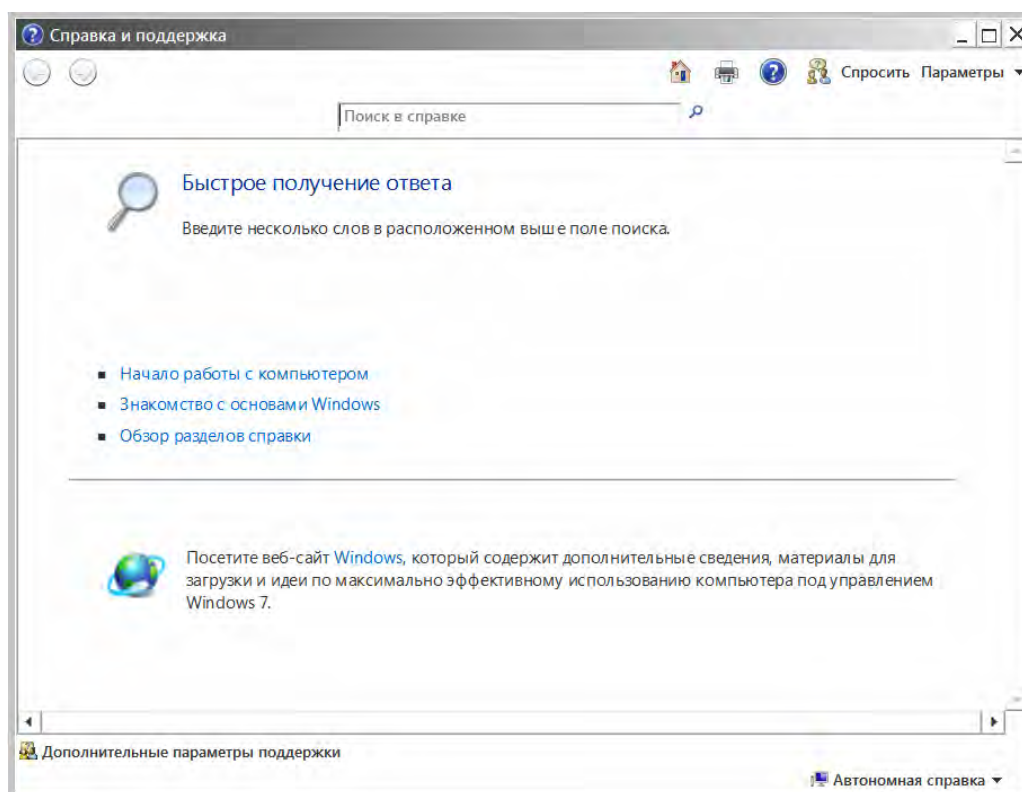 Справка и поддержка
Спросить Параметры
Поиск в справке
Быстрое получение ответа
Введите несколько слов в расположенном выше поле поиска.
Начало работы с компьютером
Знакомство с основами Windows
Обзор разделов справки
Посетите веб-сайт Windows, который содержит дополнительные сведения, материалы для
загрузки и идеи по максимально эффективному использованию компьютера под управлением
Windows 7.
Дополнительные параметры поддержки
Автономная справка